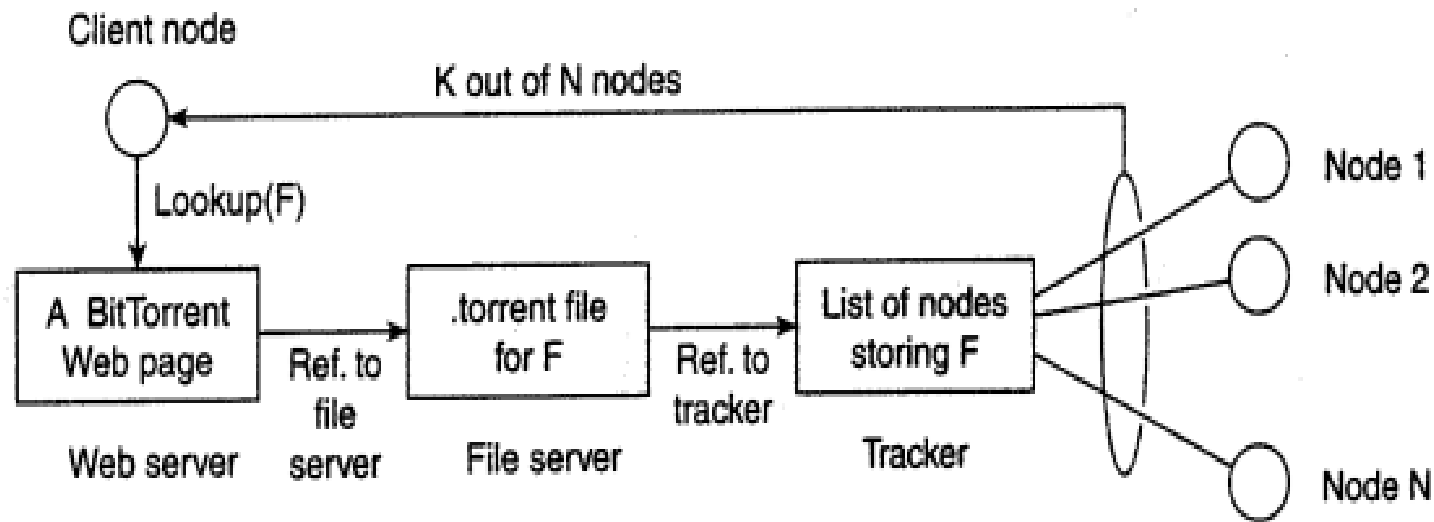 Client node
K out of N nodes
Lookup(F)
A BitTorrent
Web page
Web server
Ref. to
file
server
.torrent file
for F
File server
Ref. to
tracker
List of nodes
storing F
Tracker
Node 1
Node 2
Node N